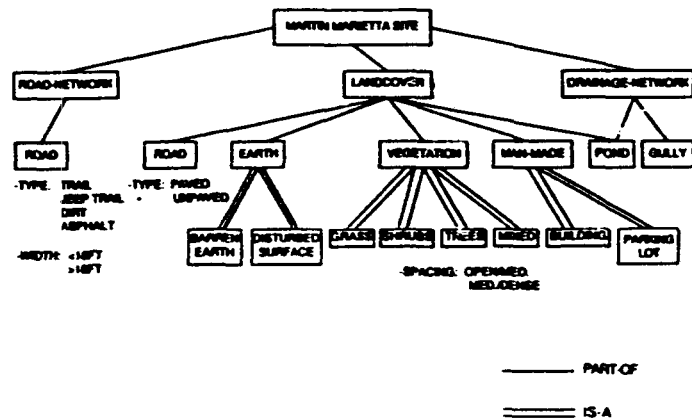 MARTIN MARIETTA SITE
ROAD-NETWORK
LANDCOVER
DRAINAGE-NETWORK
ROAD
ROAD
EARTH
VEGETATION
MAN-MADE
POND
GULLY
-TYPE: TRAIL
JEEP TRAIL
DIRT
ASPHALT
-TYPE: PAVED
UNPAVED
BARREN
EARTH
DISTURBED
SURFACE
GRASS
SHRUBS
TREES
MIXED
BUILDING
PARKING
LOT
-WIDTH: <18FT
>18FT
-SPACING: OPEN/MED.
MED./DENSE
PART-OF
IS-A